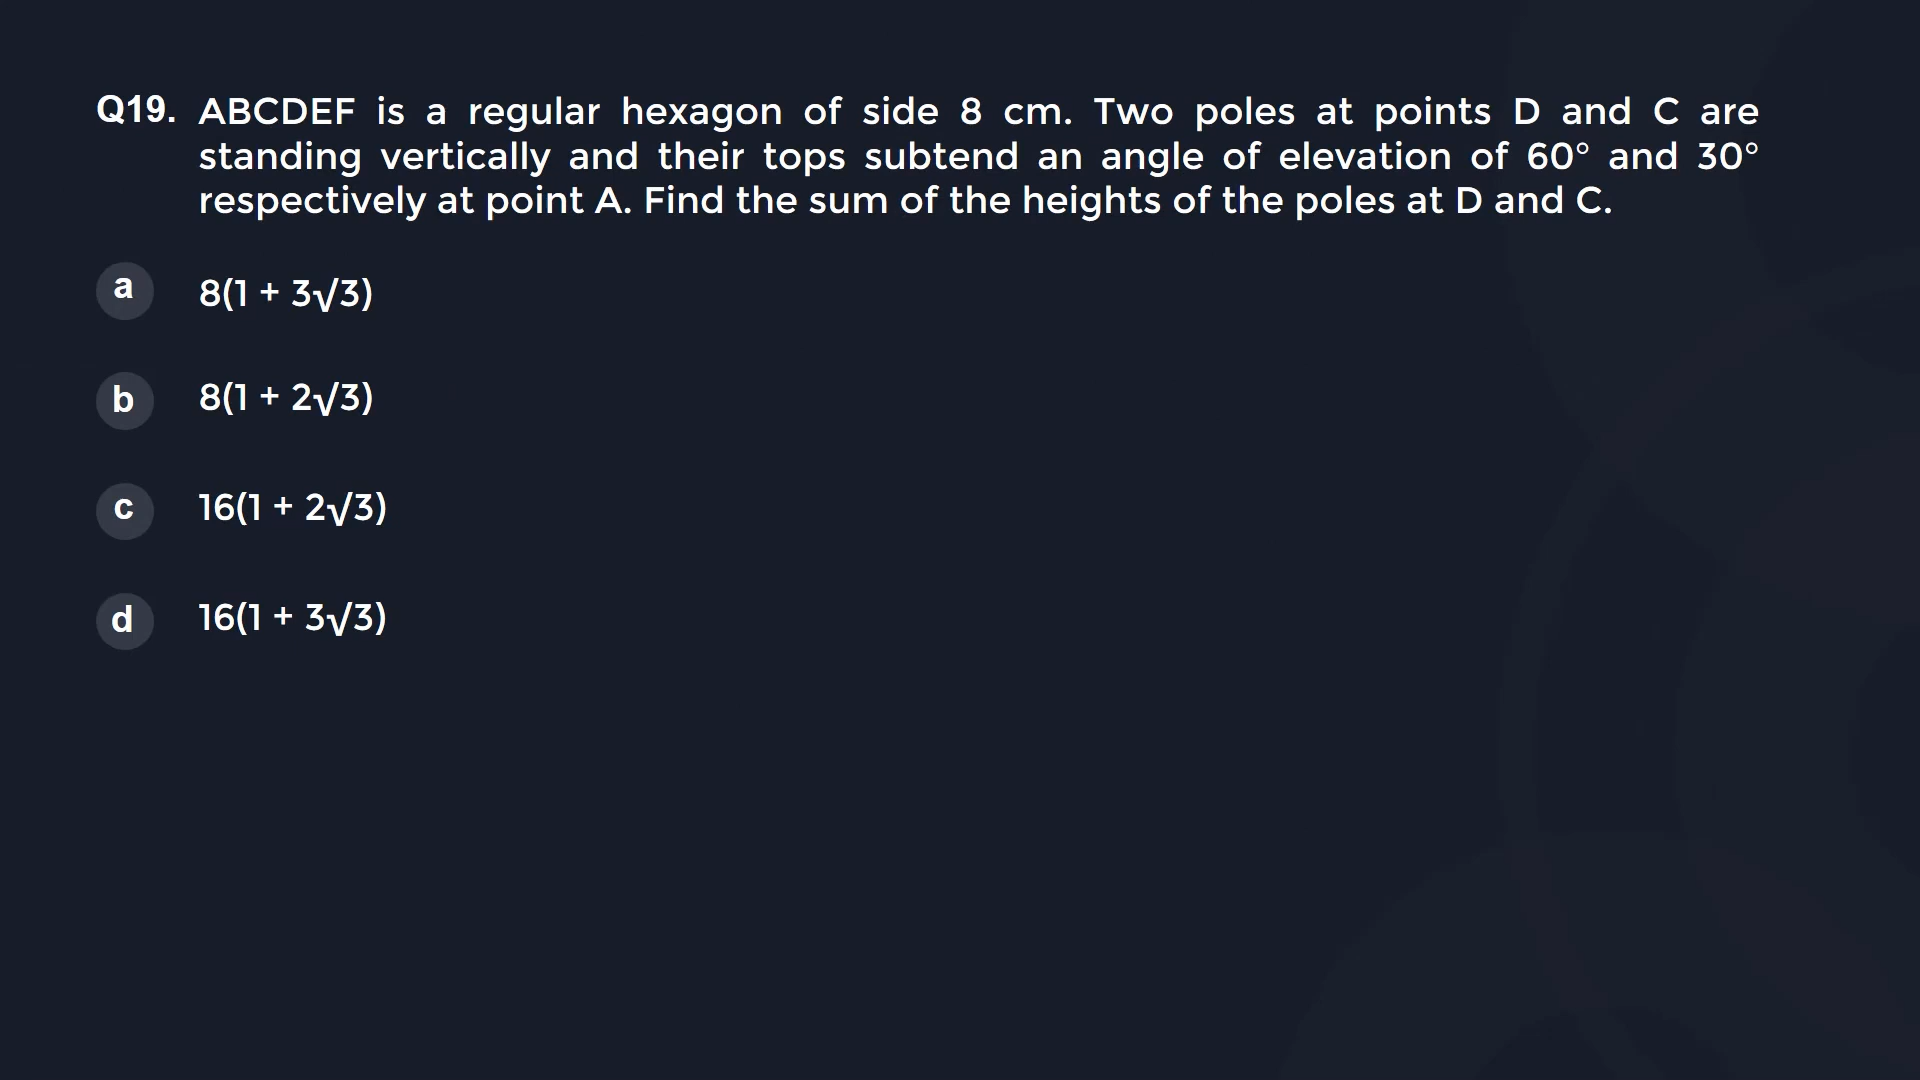 Q19. ABCDEF is a regular hexagon of side 8 cm. Two poles at points D and C are
standing vertically and their tops subtend an angle of elevation of 60° and 30°
respectively at point A. Find the sum of the heights of the poles at D and C.
a 8(1 + 3√3)
b 8(1 + 2√3)
c 16(1 + 2√3)
d 16(1 + 3√3)